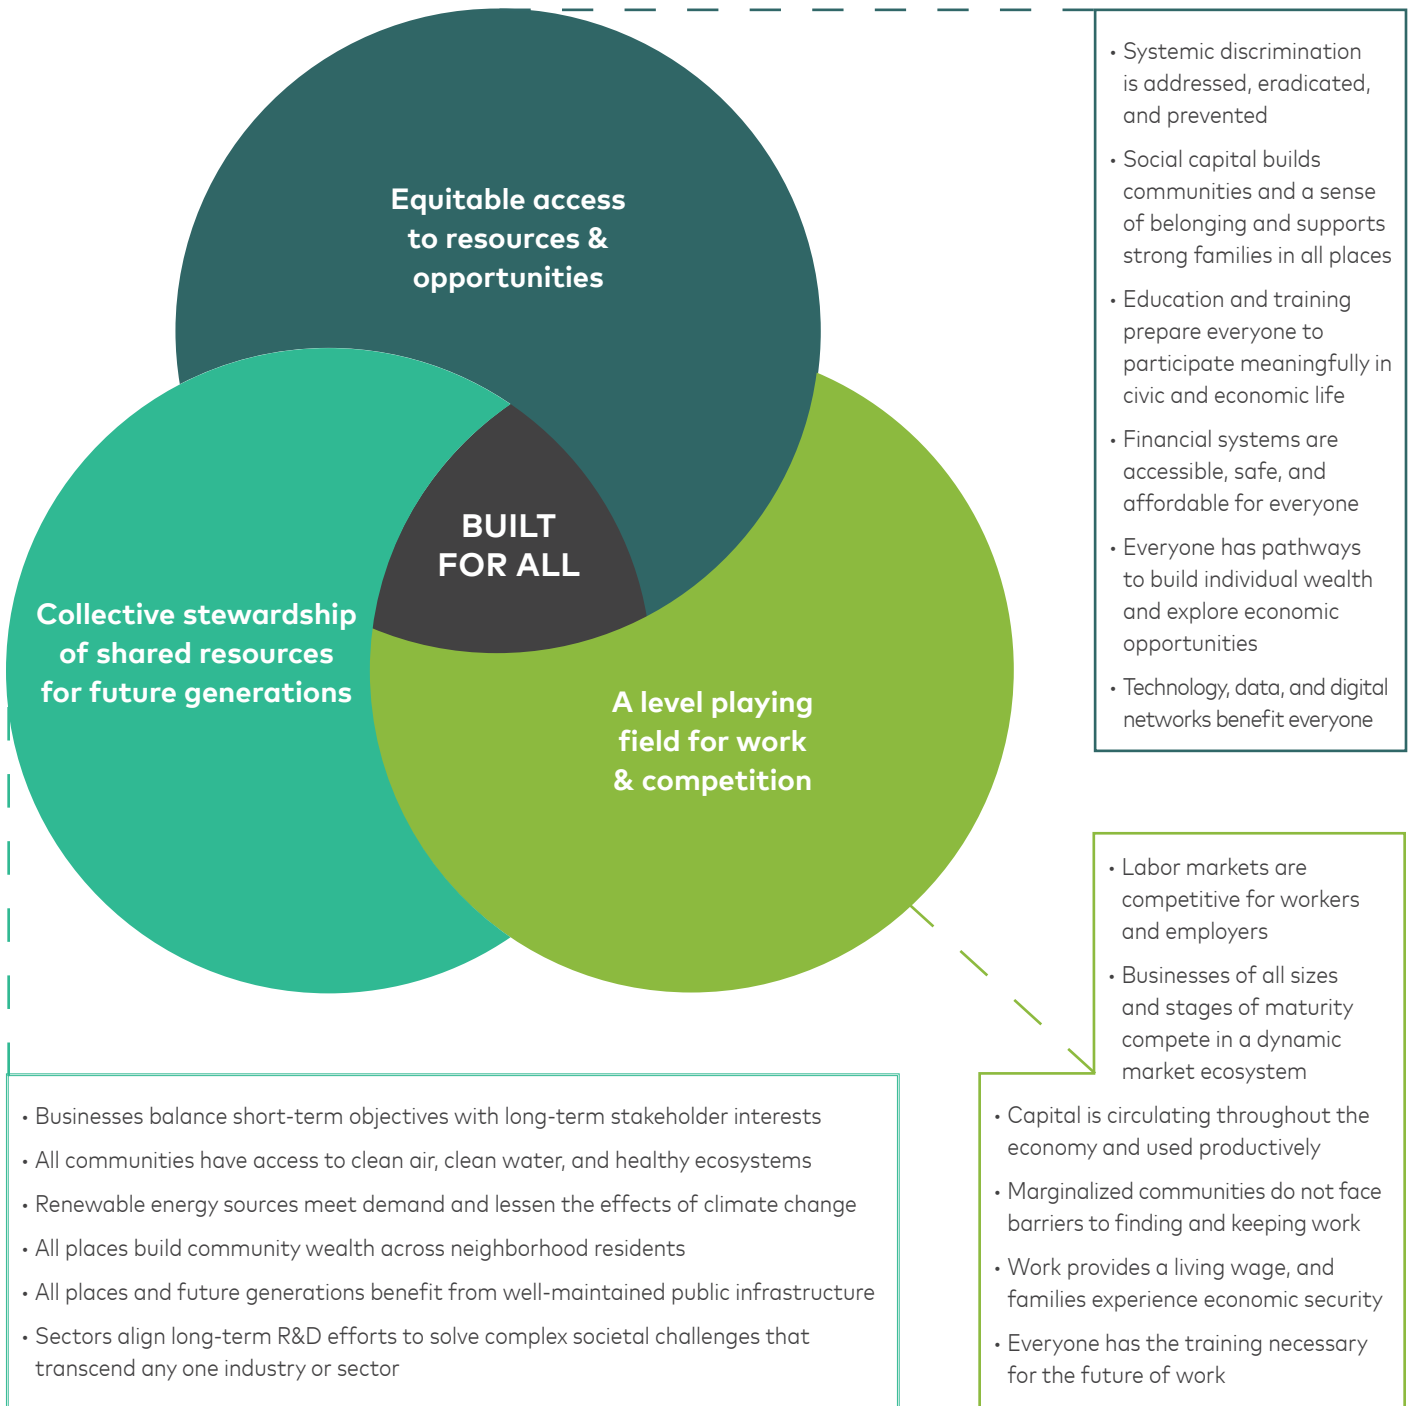 Equitable access
to resources &
opportunities
BUILT
FOR ALL
Collective stewardship
of shared resources
for future generations
A level playing
field for work
& competition
• Systemic discrimination
is addressed, eradicated,
and prevented
• Social capital builds
communities and a sense
of belonging and supports
strong families in all places
• Education and training
prepare everyone to
participate meaningfully in
civic and economic life
• Financial systems are
accessible, safe, and
affordable for everyone
• Everyone has pathways
to build individual wealth
and explore economic
opportunities
• Technology, data, and digital
networks benefit everyone
• Labor markets are
competitive for workers
and employers
• Businesses of all sizes
and stages of maturity
compete in a dynamic
market ecosystem
• Capital is circulating throughout the
economy and used productively
• Marginalized communities do not face
barriers to finding and keeping work
• Work provides a living wage, and
families experience economic security
• Everyone has the training necessary
for the future of work
• Businesses balance short-term objectives with long-term stakeholder interests
• All communities have access to clean air, clean water, and healthy ecosystems
• Renewable energy sources meet demand and lessen the effects of climate change
• All places build community wealth across neighborhood residents
• All places and future generations benefit from well-maintained public infrastructure
• Sectors align long-term R&D efforts to solve complex societal challenges that
transcend any one industry or sector